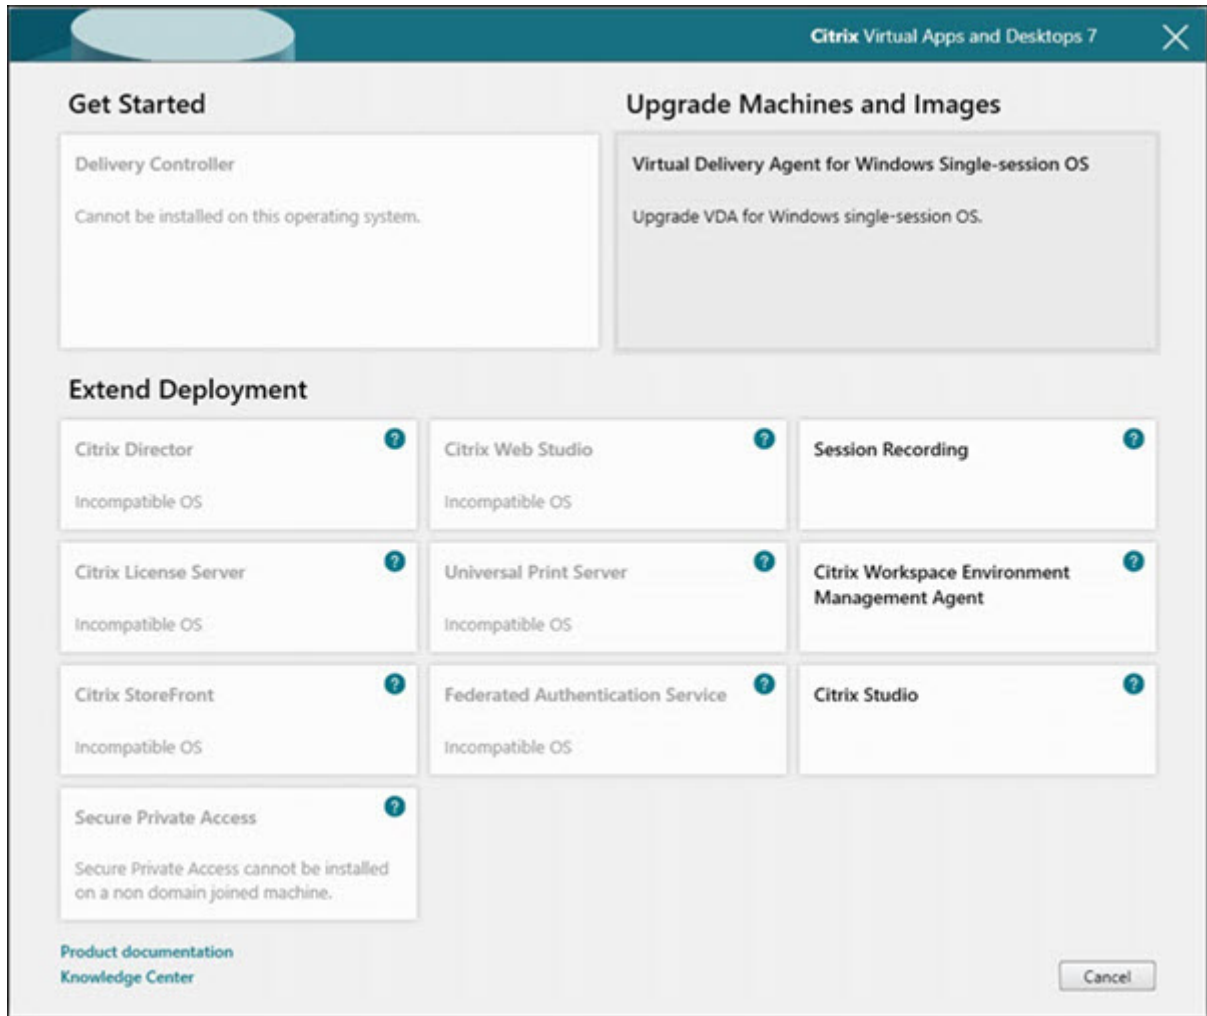 Citrix Virtual Apps and Desktops 7
Get Started
Delivery Controller
Cannot be installed on this operating system.
Upgrade Machines and Images
Virtual Delivery Agent for Windows Single-session OS
Upgrade VDA for Windows single-session OS.
Extend Deployment
Citrix Director
?
Incompatible OS
Citrix Web Studio
?
Incompatible OS
Session Recording
?
Citrix License Server
?
Incompatible OS
Universal Print Server
?
Incompatible OS
Citrix Workspace Environment
Management Agent
?
Citrix StoreFront
?
Incompatible OS
Federated Authentication Service
?
Incompatible OS
Citrix Studio
?
Secure Private Access
?
Secure Private Access cannot be installed
on a non domain joined machine.
Product documentation
Knowledge Center
Cancel